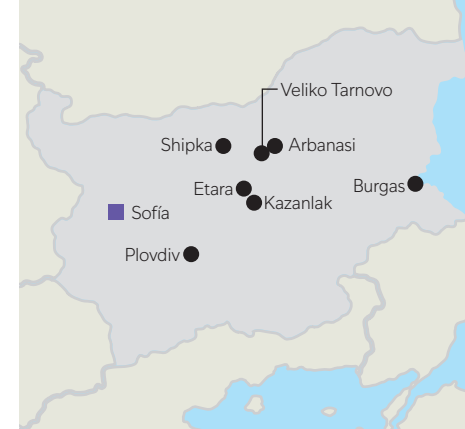 Veliko Tarnovo
Shipka
Arbanasi
Etara
Burgas
Kazanlak
Sofía
Plovdiv